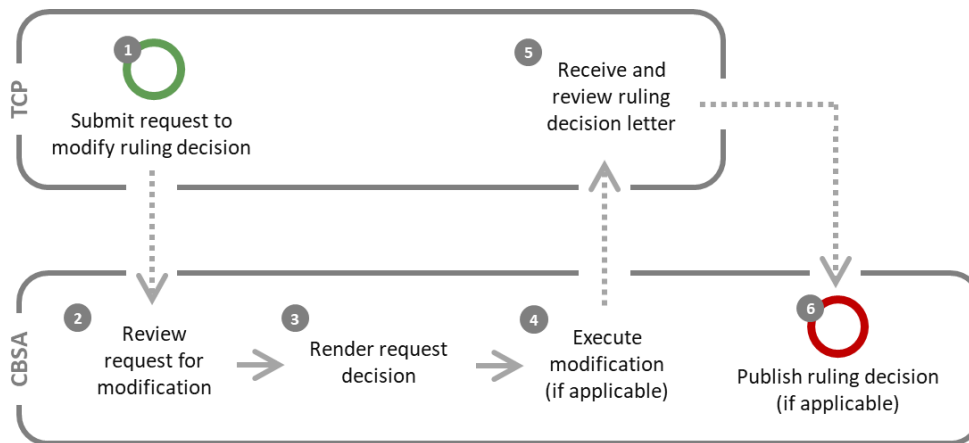 TCP
1
Submit request to
modify ruling decision
5
Receive and
review ruling
decision letter
CBSA
2
Review
request for
modification
3
Render request
decision
4
Execute
modification
(if applicable)
6
Publish ruling decision
(if applicable)